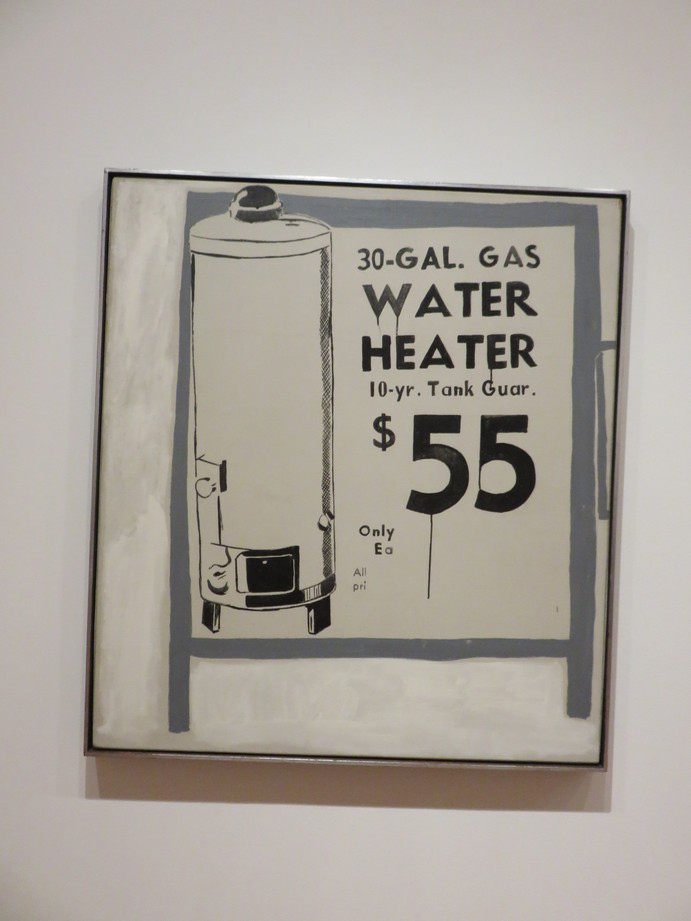 30-GAL. GAS
WATER
HEATER
10-yr. Tank Guar.
$55
Only
Ea
All
pri